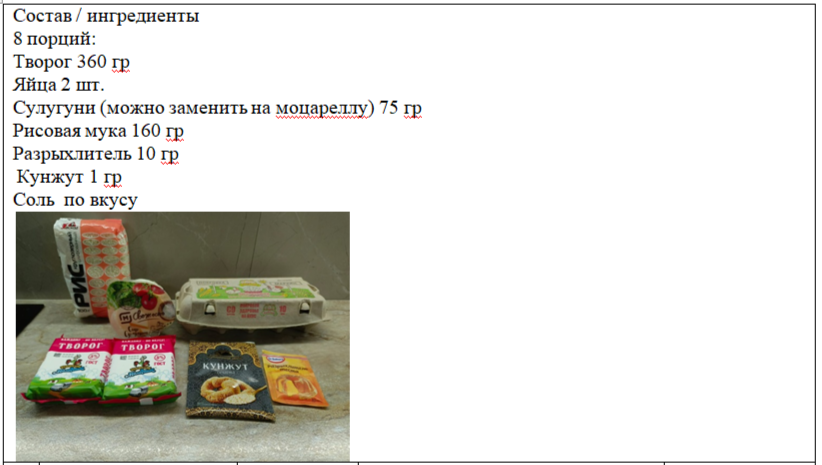 Состав / ингредиенты
8 порций:
Творог 360 гр
Яйца 2 шт.
Сулугуни (можно заменить на моцареллу) 75 гр
Рисовая мука 160 гр
Разрыхлитель 10 гр
Кунжут 1 гр
Соль  по вкусу
РИС
ТВОРОГ
ТВОРОГ
КУНЖУТ